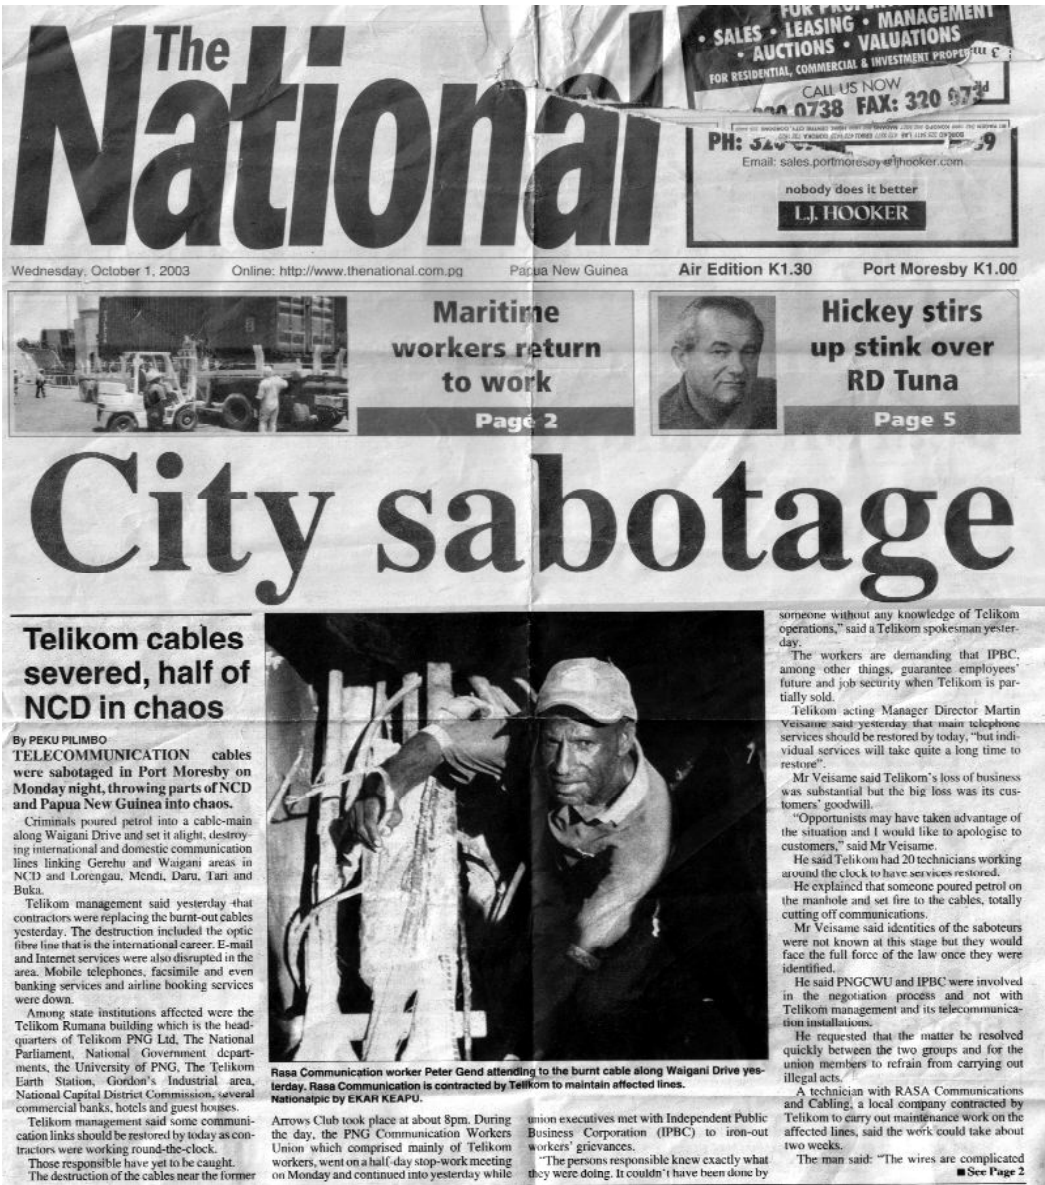 The
National
FOR
• SALES • LEASING • MANAGEMENT
• AUCTIONS • VALUATIONS
FOR RESIDENTIAL, COMMERCIAL & INVESTMENT
CALL US NOW
0738 FAX: 320
PH:
Email: sales.portmoresby@ljhooker.com
nobody does it better
L.J. HOOKER
Wednesday, October 1, 2003 Online: http://www.thenational.com.pg Papua New Guinea Air Edition K1.30 Port Moresby K1.00
Maritime
workers return
to work
Page 2
Hickey stirs
up stink over
RD Tuna
Page 5
City sabotage
Telikom cables
severed, half of
NCD in chaos
By PEKU PILIMBO
TELECOMMUNICATION cables
were sabotaged in Port Moresby on
Monday night, throwing parts of NCD
and Papua New Guinea into chaos.
Criminals poured petrol into a cable-main
along Waigani Drive and set it alight, destroy-
ing international and domestic communication
lines linking Gerehu and Waigani areas in
NCD and Lorengau, Mendi, Daru, Tari and
Buka.
Telikom management said yesterday that
contractors were replacing the burnt-out cables
yesterday. The destruction included the optic
fibre line that is the international career. E-mail
and Internet services were also disrupted in the
area. Mobile telephones, facsimile and even
banking services and airline booking services
were down.
Among state institutions affected were the
Telikom Rumana building which is the head-
quarters of Telikom PNG Ltd, The National
Parliament, National Government depart-
ments, the University of PNG, The Telikom
Earth Station, Gordon's Industrial area,
National Capital District Commission, several
commercial banks, hotels and guest houses.
Telikom management said some communi-
cation links should be restored by today as con-
tractors were working round-the-clock.
Those responsible have yet to be caught.
The destruction of the cables near the former
Rasa Communication worker Peter Gend attending to the burnt cable along Waigani Drive yes-
terday. Rasa Communication is contracted by Telikom to maintain affected lines.
Nationalpic by EKAR KEAPU.
Arrows Club took place at about 8pm. During
the day, the PNG Communication Workers
Union which comprised mainly of Telikom
workers, went on a half-day stop-work meeting
on Monday and continued into yesterday while
union executives met with Independent Public
Business Corporation (IPBC) to iron-out
workers' grievances.
"The persons responsible knew exactly what
they were doing. It couldn't have been done by
someone without any knowledge of Telikom
operations," said a Telikom spokesman yester-
day.
The workers are demanding that IPBC,
among other things, guarantee employees'
future and job security when Telikom is par-
tially sold.
Telikom acting Manager Director Martin
Veisame said yesterday that main telephone
services should be restored by today, "but indi-
vidual services will take quite a long time to
restore".
Mr Veisame said Telikom's loss of business
was substantial but the big loss was its cus-
tomers' goodwill.
"Opportunists may have taken advantage of
the situation and I would like to apologise to
customers," said Mr Veisame.
He said Telikom had 20 technicians working
around the clock to have services restored.
He explained that someone poured petrol on
the manhole and set fire to the cables, totally
cutting off communications.
Mr Veisame said identities of the saboteurs
were not known at this stage but they would
face the full force of the law once they were
identified.
He said PNGCWU and IPBC were involved
in the negotiation process and not with
Telikom management and its telecommunica-
tion installations.
He requested that the matter be resolved
quickly between the two groups and for the
union members to refrain from carrying out
illegal acts.
A technician with RASA Communications
and Cabling, a local company contracted by
Telikom to carry out maintenance work on the
affected lines, said the work could take about
two weeks.
The man said: "The wires are complicated
■ See Page 2